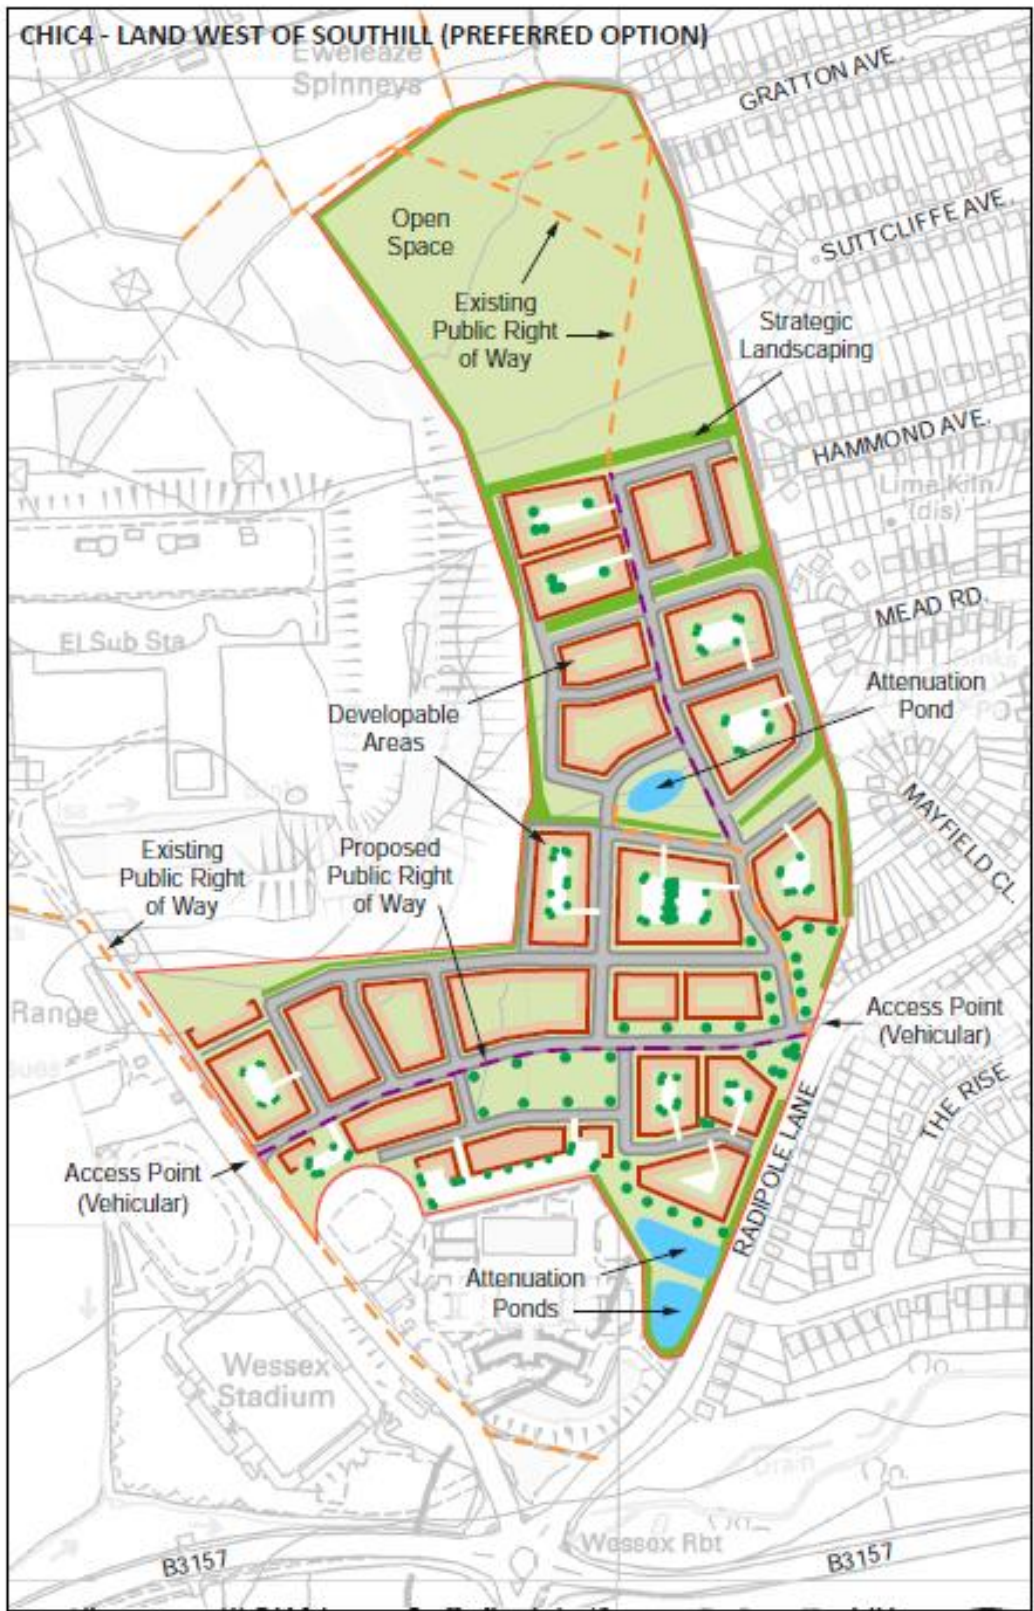 CHIC4 - LAND WEST OF SOUTHILL (PREFERRED OPTION)
Eweleaze
Spinneys
GRATTON AVE.
SUTTCLIFFE AVE.
Open
Space
Existing
Public Right
of Way
Strategic
Landscaping
HAMMOND AVE.
Lime Kiln
(dis)
MEAD RD.
El Sub Sta
Attenuation
Pond
Developable
Areas
MAYFIELD CL.
Existing
Public Right
of Way
Proposed
Public Right
of Way
Range
Access Point
(Vehicular)
THE RISE
RADIPOLE LANE
Access Point
(Vehicular)
Attenuation
Ponds
Wessex
Stadium
Drain
Wessex Rbt
B3157
B3157